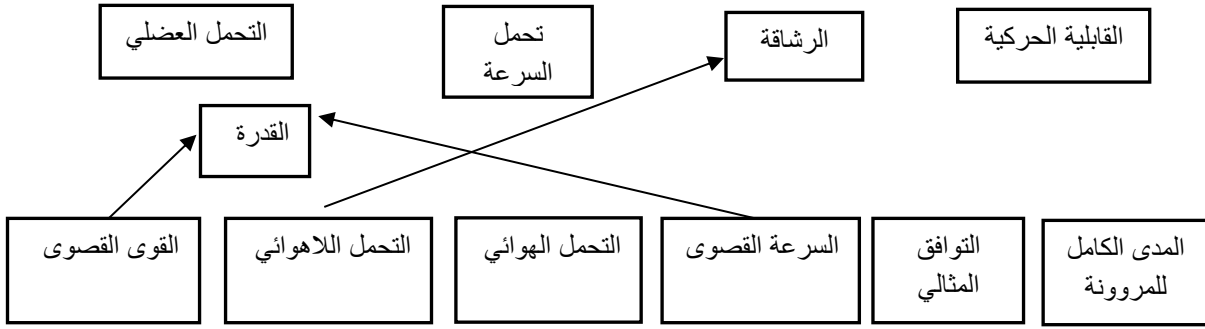 القابلية الحركية
الرشاقة
تحمل
السرعة
التحمل العضلي
القدرة
المدى الكامل
للمروونة
التوافق
المثالي
السرعة القصوى
التحمل الهوائي
التحمل اللاهوائي
القوى القصوى